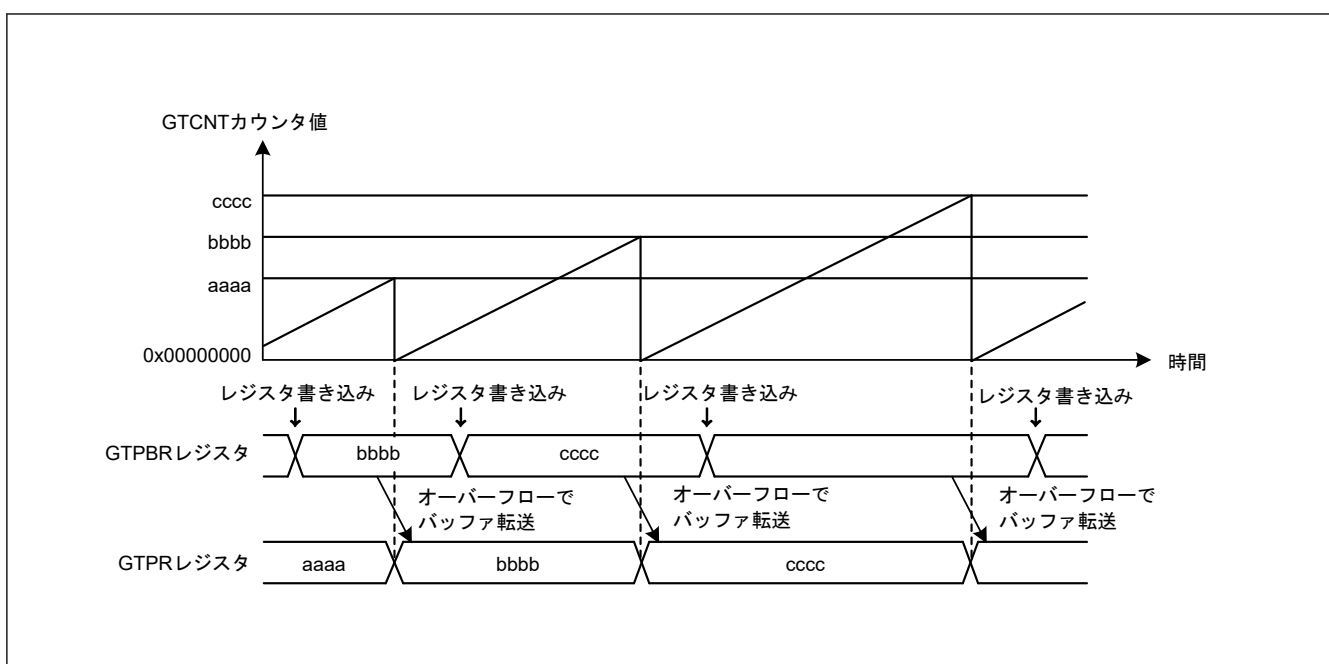 GTCNTカウンタ値
cccc
bbbb
aaaa
0x00000000
時間
レジスタ書き込み
レジスタ書き込み
レジスタ書き込み
レジスタ書き込み
GTPBRレジスタ
bbbb
cccc
オーバーフローで
バッファ転送
オーバーフローで
バッファ転送
オーバーフローで
バッファ転送
GTPRレジスタ
aaaa
bbbb
cccc